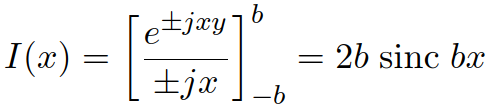 I(x) = [e^{±jxy} / ±jx]_{-b}^{b} = 2b sinc bx